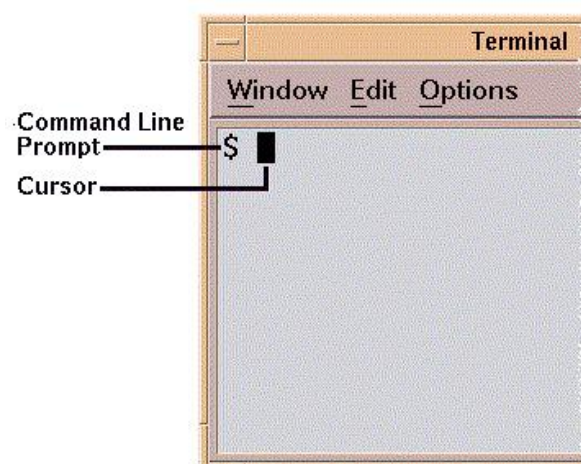 Terminal
Window Edit Options
Command Line
Prompt
$
Cursor